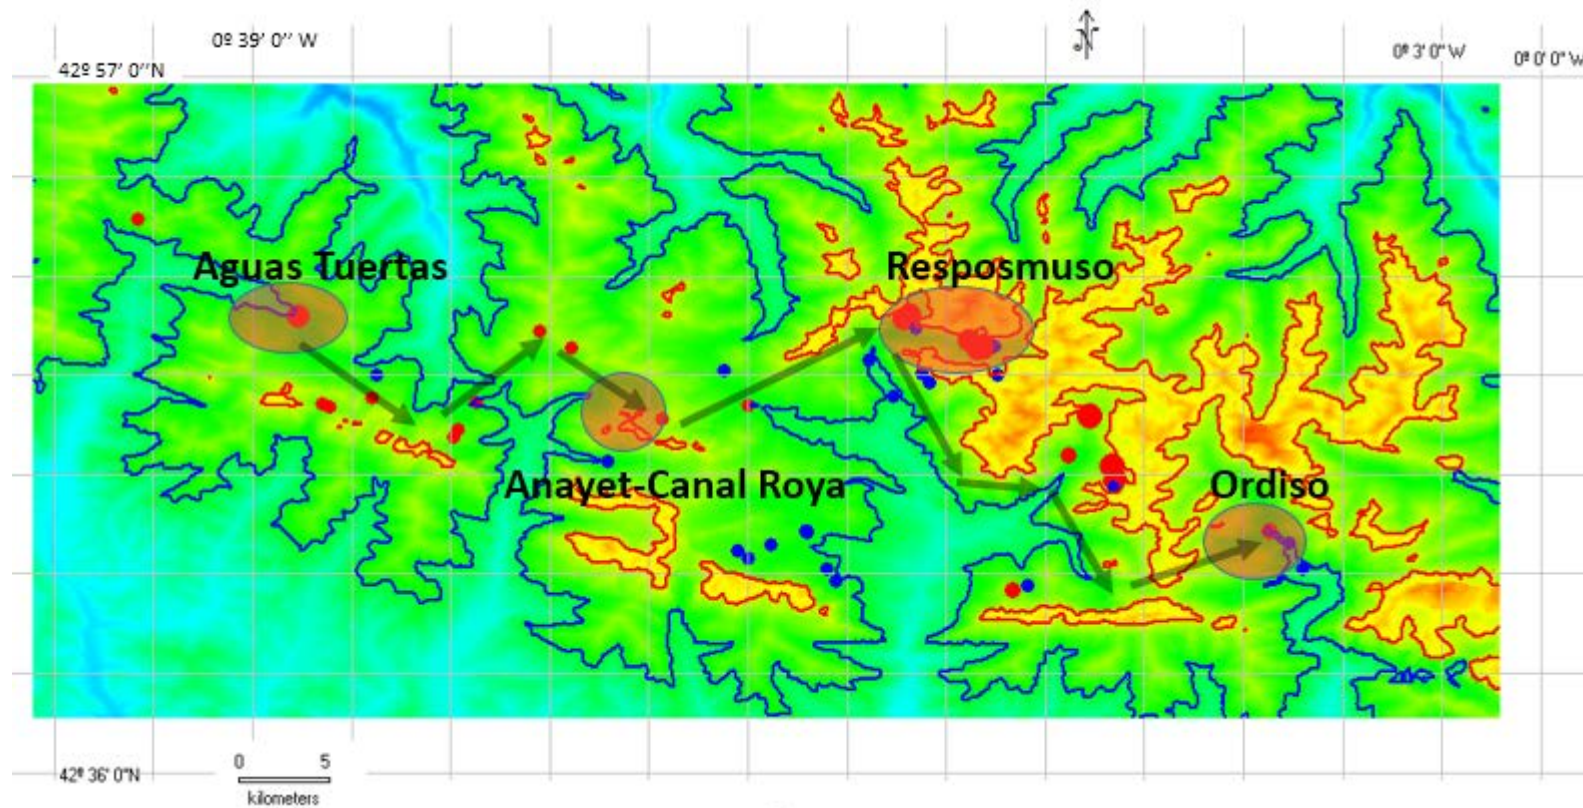 0º 39' 0'' W
N
0º 3' 0'' W
0º 0' 0'' W
42º 57' 0''N
Aguas Tuertas
Resposmuso
Anayet-Canal Roya
Ordiso
42º 36' 0''N
0 5
kilometers